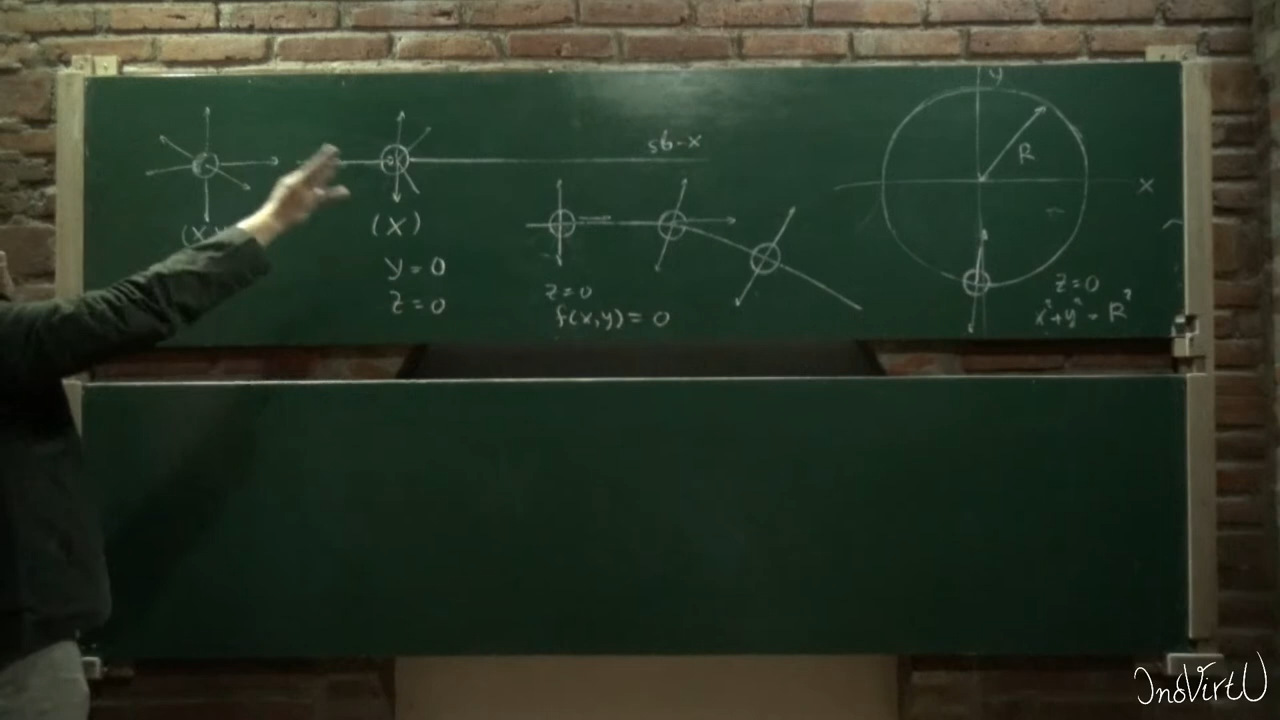 (X)
y = 0
z = 0
z=0
f(x,y) = 0
y
R
x
z=0
x²+y² = R²
InoVirtU